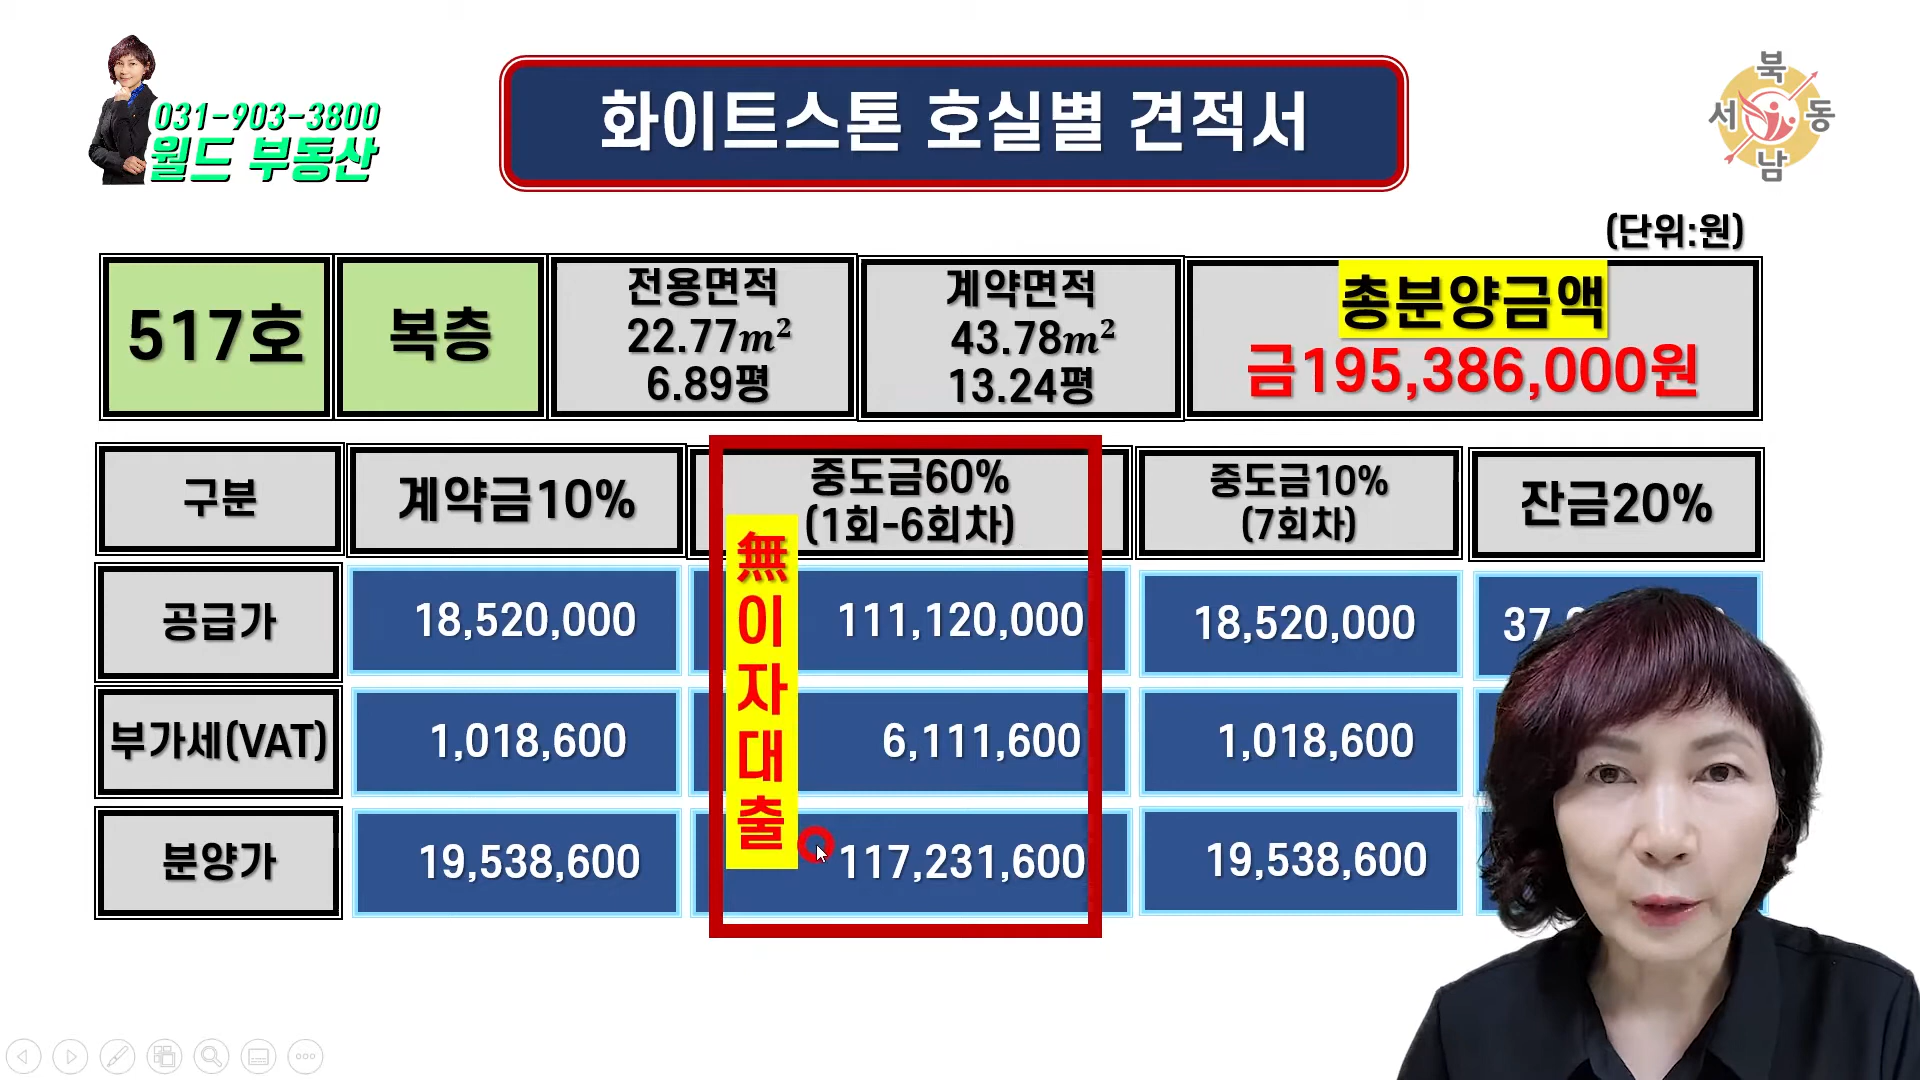 031-903-3800
월드 부동산
화이트스톤 호실별 견적서
북
서 동
남
(단위:원)
517호
복층
전용면적
22.77m²
6.89평
계약면적
43.78m²
13.24평
총분양금액
금195,386,000원
구분
계약금10%
중도금60%
(1회-6회차)
중도금10%
(7회차)
잔금20%
無이자대출
공급가
18,520,000
111,120,000
18,520,000
부가세(VAT)
1,018,600
6,111,600
1,018,600
분양가
19,538,600
117,231,600
19,538,600